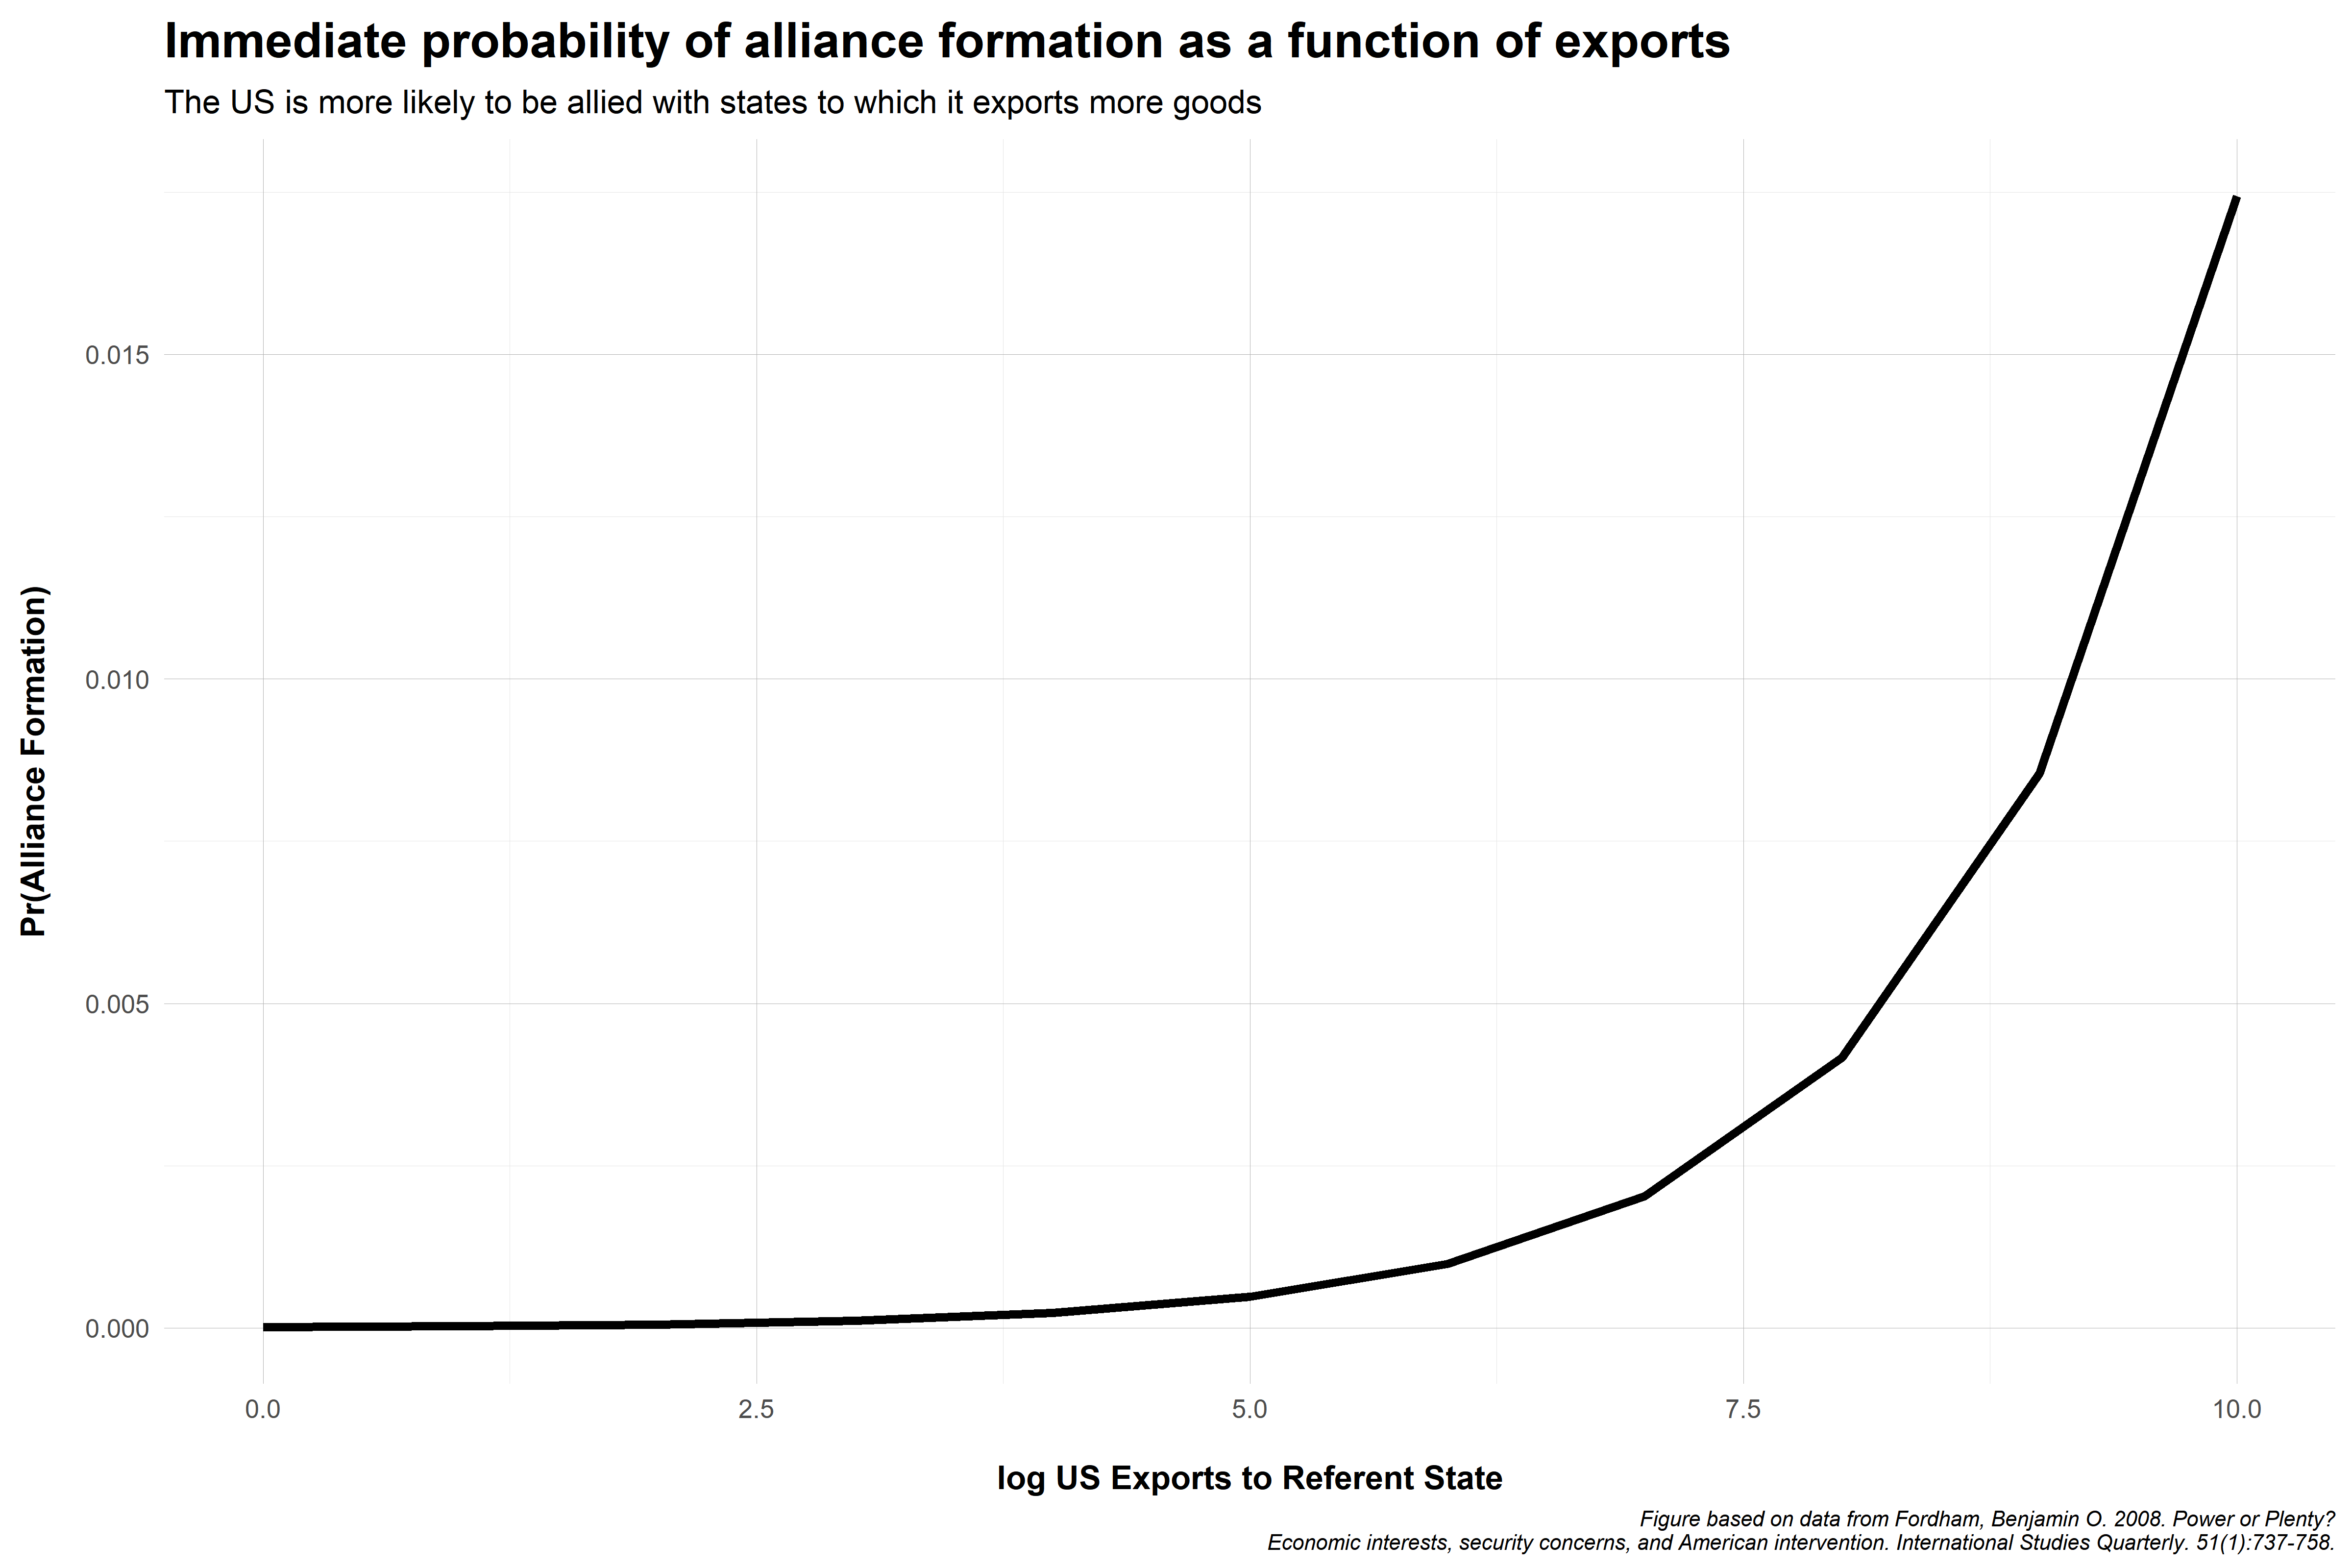 Immediate probability of alliance formation as a function of exports
The US is more likely to be allied with states to which it exports more goods
Pr(Alliance Formation)
0.015
0.010
0.005
0.000
0.0
2.5
5.0
7.5
10.0
log US Exports to Referent State
Figure based on data from Fordham, Benjamin O. 2008. Power or Plenty?
Economic interests, security concerns, and American intervention. International Studies Quarterly. 51(1):737-758.